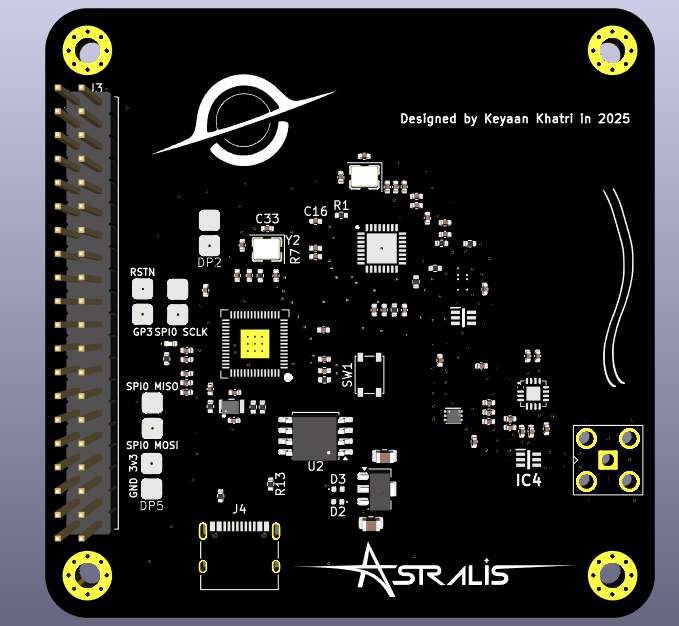 J3
Designed by Keyaan Khatri in 2025
R1
C33
C16
Y2
R7
DP2
RSTN
GP3
SPI0 SCLK
SW1
SPI0 MISO
SPI0 MOSI
3v3
GND
DP5
U2
R13
D3
D2
IC4
J4
ASTRALIS